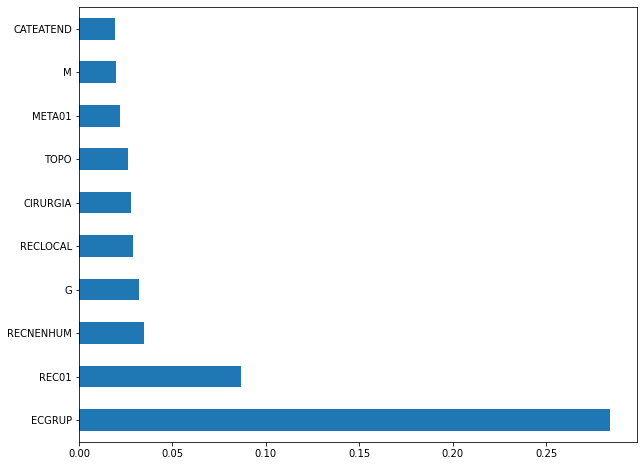 CATEATEND
M
META01
TOPO
CIRURGIA
RECLOCAL
G
RECNENHUM
REC01
ECGRUP
0.00 0.05 0.10 0.15 0.20 0.25